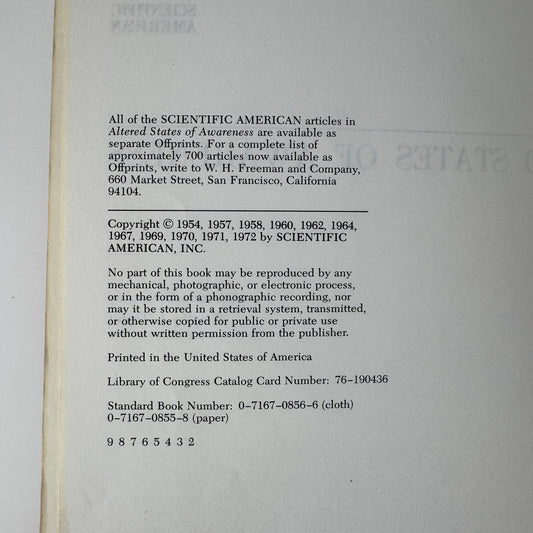 SCIENTIFIC
AMERICAN
All of the SCIENTIFIC AMERICAN articles in
Altered States of Awareness are available as
separate Offprints. For a complete list of
approximately 700 articles now available as
Offprints, write to W. H. Freeman and Company,
660 Market Street, San Francisco, California
94104.
STATES OF
Copyright © 1954, 1957, 1958, 1960, 1962, 1964,
1967, 1969, 1970, 1971, 1972 by SCIENTIFIC
AMERICAN, INC.
No part of this book may be reproduced by any
mechanical, photographic, or electronic process,
or in the form of a phonographic recording, nor
may it be stored in a retrieval system, transmitted,
or otherwise copied for public or private use
without written permission from the publisher.
Printed in the United States of America
Library of Congress Catalog Card Number: 76-190436
Standard Book Number: 0-7167-0856-6 (cloth)
0-7167-0855-8 (paper)
9 8 7 6 5 4 3 2